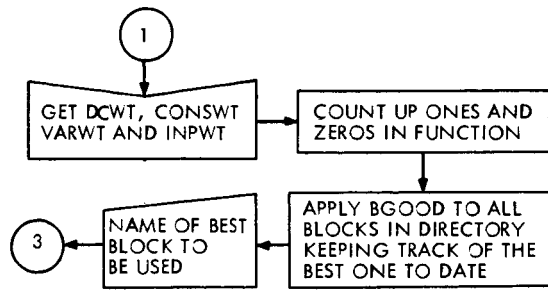 1
GET DCWT, CONSWT
VARWT AND INPWT
COUNT UP ONES AND
ZEROS IN FUNCTION
APPLY BGOOD TO ALL
BLOCKS IN DIRECTORY
KEEPING TRACK OF THE
BEST ONE TO DATE
NAME OF BEST
BLOCK TO
BE USED
3